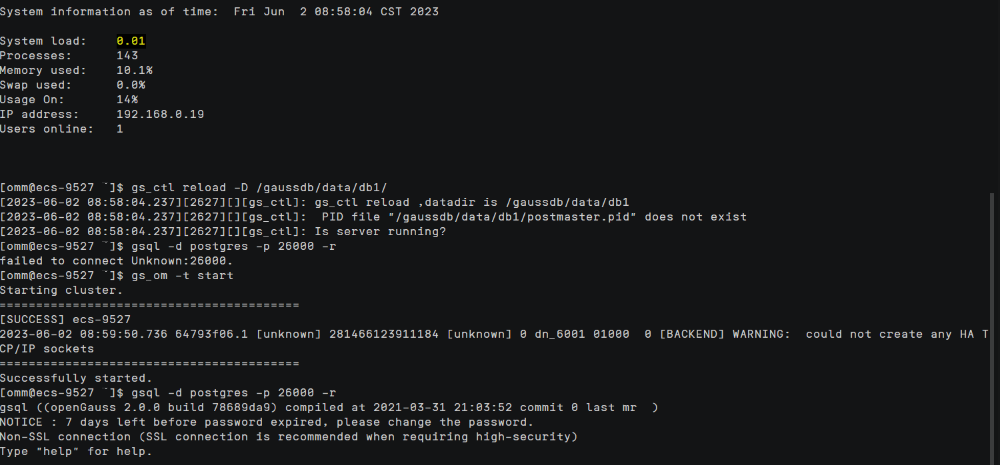 System information as of time:  Fri Jun  2 08:58:04 CST 2023
System load:    0.01
Processes:      143
Memory used:    10.1%
Swap used:      0.0%
Usage On:       14%
IP address:     192.168.0.19
Users online:   1
[omm@ecs-9527 ~]$ gs_ctl reload -D /gaussdb/data/db1/
[2023-06-02 08:58:04.237][2627][][gs_ctl]: gs_ctl reload ,datadir is /gaussdb/data/db1
[2023-06-02 08:58:04.237][2627][][gs_ctl]:  PID file "/gaussdb/data/db1/postmaster.pid" does not exist
[2023-06-02 08:58:04.237][2627][][gs_ctl]: Is server running?
[omm@ecs-9527 ~]$ gsql -d postgres -p 26000 -r
failed to connect Unknown:26000.
[omm@ecs-9527 ~]$ gs_om -t start
Starting cluster.
=========================================
[SUCCESS] ecs-9527
2023-06-02 08:59:50.736 64793f06.1 [unknown] 281466123911184 [unknown] 0 dn_6001 01000  0 [BACKEND] WARNING:  could not create any HA T
CP/IP sockets
=========================================
Successfully started.
[omm@ecs-9527 ~]$ gsql -d postgres -p 26000 -r
gsql ((openGauss 2.0.0 build 78689da9) compiled at 2021-03-31 21:03:52 commit 0 last mr  )
NOTICE : 7 days left before password expired, please change the password.
Non-SSL connection (SSL connection is recommended when requiring high-security)
Type "help" for help.